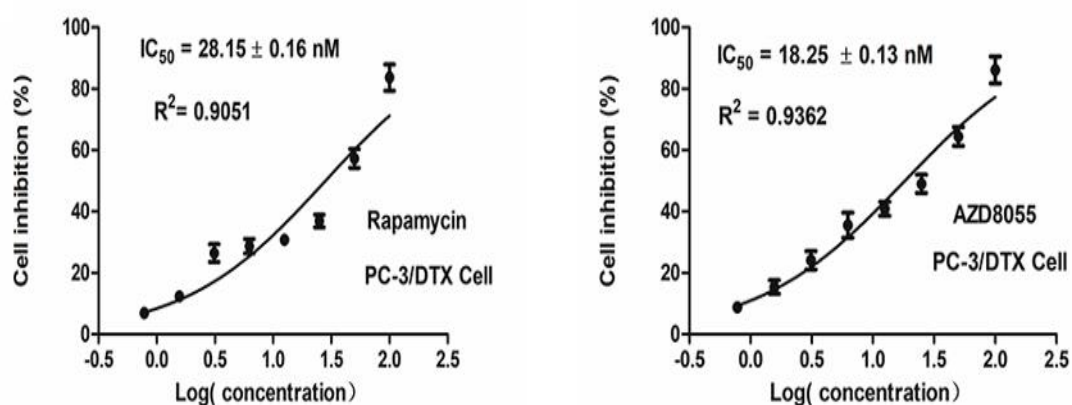 100
80
60
40
20
0
Cell inhibition (%)
IC50 = 28.15 ± 0.16 nM
R2= 0.9051
Rapamycin
PC-3/DTX Cell
-0.5 0.0 0.5 1.0 1.5 2.0 2.5
Log( concentration）
100
80
60
40
20
0
Cell inhibition (%)
IC50 = 18.25 ± 0.13 nM
R2 = 0.9362
AZD8055
PC-3/DTX Cell
-0.5 0.0 0.5 1.0 1.5 2.0 2.5
Log( concentration）